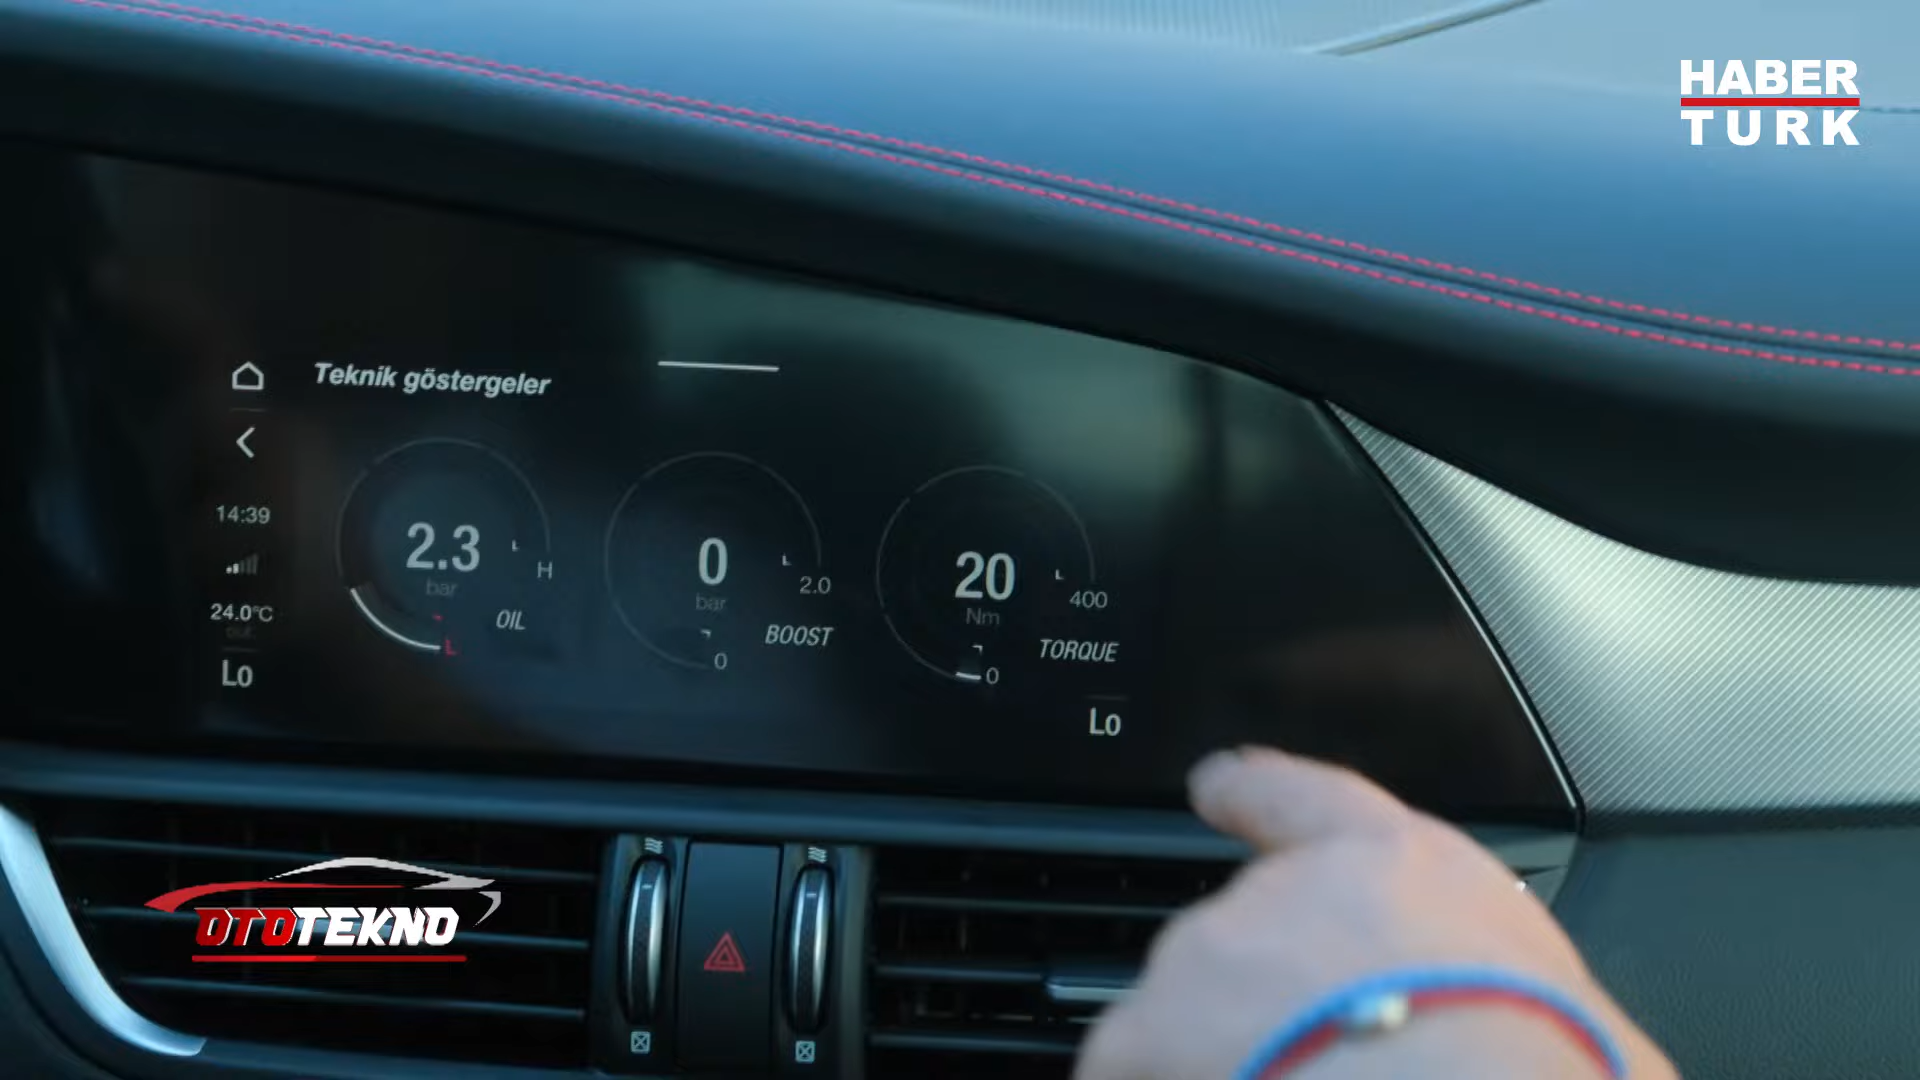 HABER
TURK
Teknik göstergeler
14:39
24.0°C
out
Lo
2.3
bar
H
L
OIL
0
bar
2.0
0
BOOST
20
Nm
400
0
TORQUE
Lo
OTOTEKNO